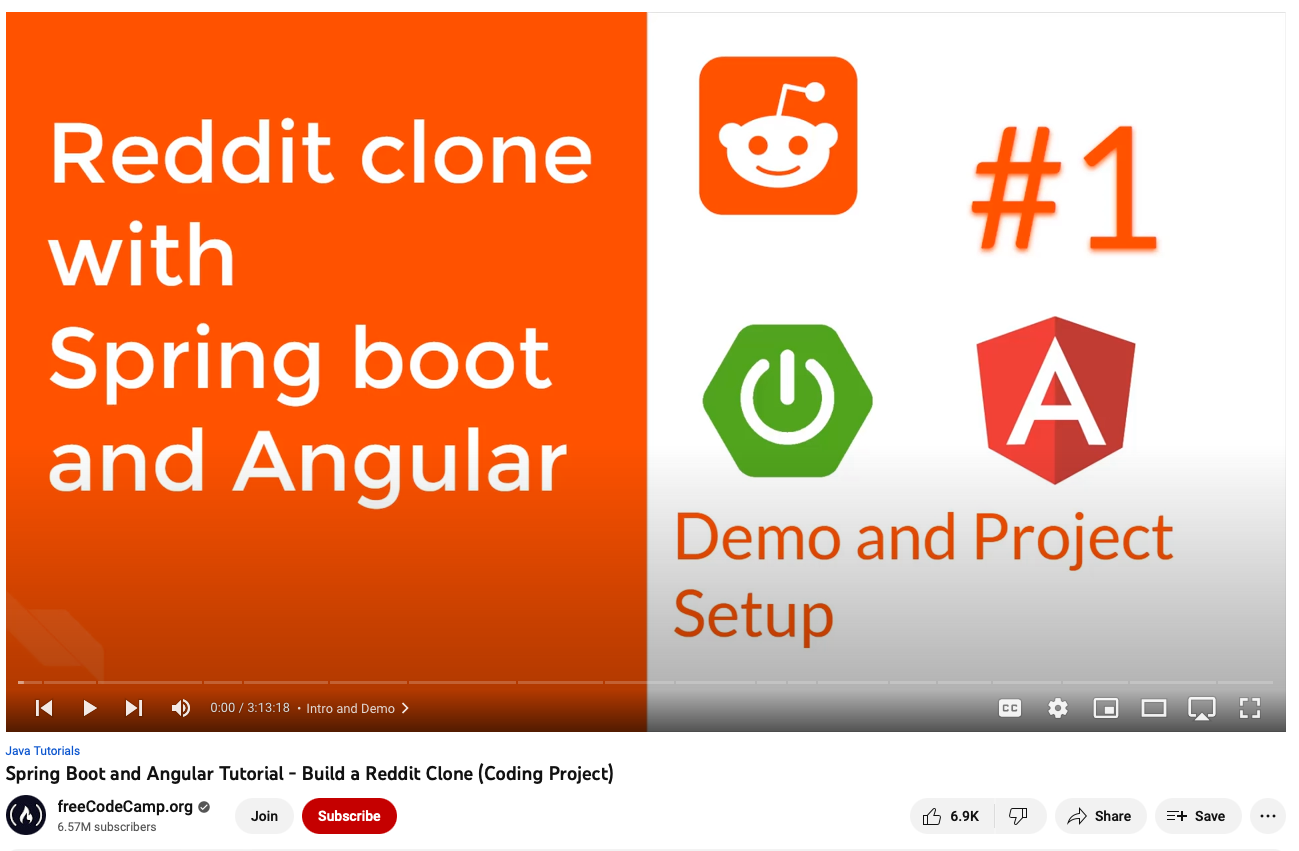 Reddit clone
with
Spring boot
and Angular
#1
Demo and Project
Setup
0:00 / 3:13:18 • Intro and Demo
CC
Java Tutorials
Spring Boot and Angular Tutorial - Build a Reddit Clone (Coding Project)
freeCodeCamp.org
6.57M subscribers
Join
Subscribe
6.9K
Share
Save